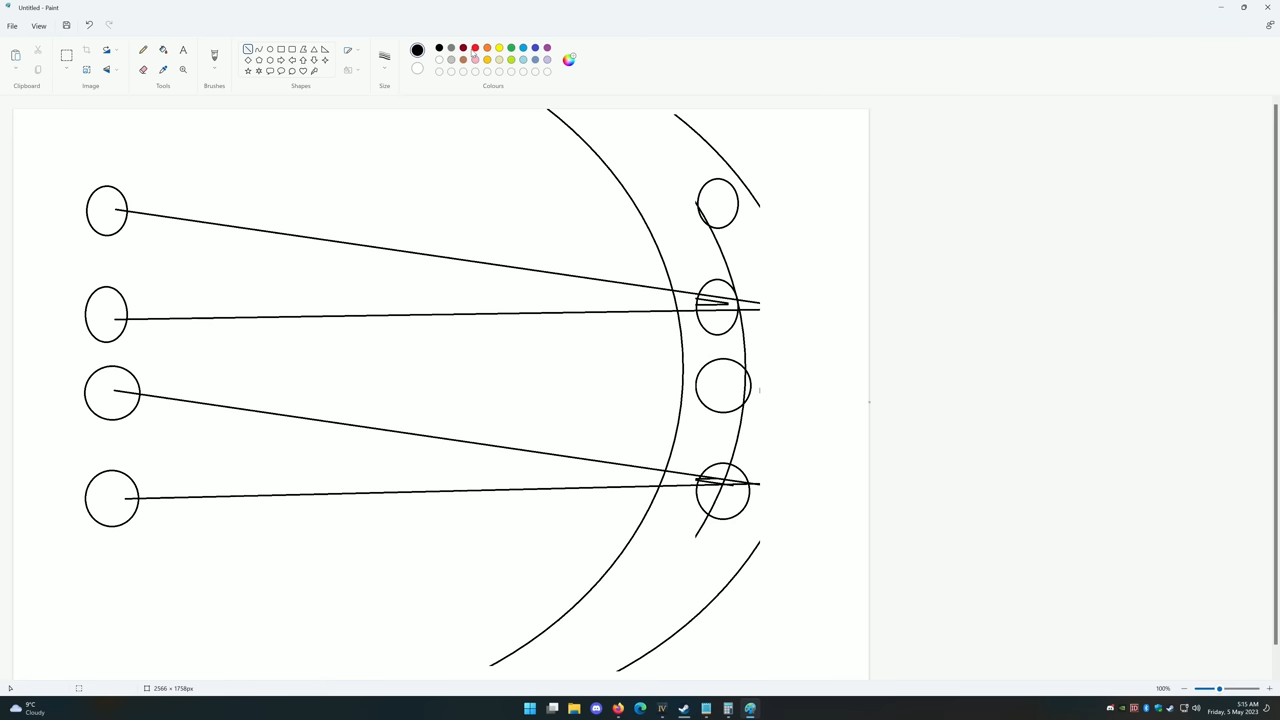 Untitled - Paint
File View
Clipboard Image Tools Brushes Shapes Size Colours
A
2566 × 1758px
100%
9°C
Cloudy
5:15 AM
Friday, 5 May 2023